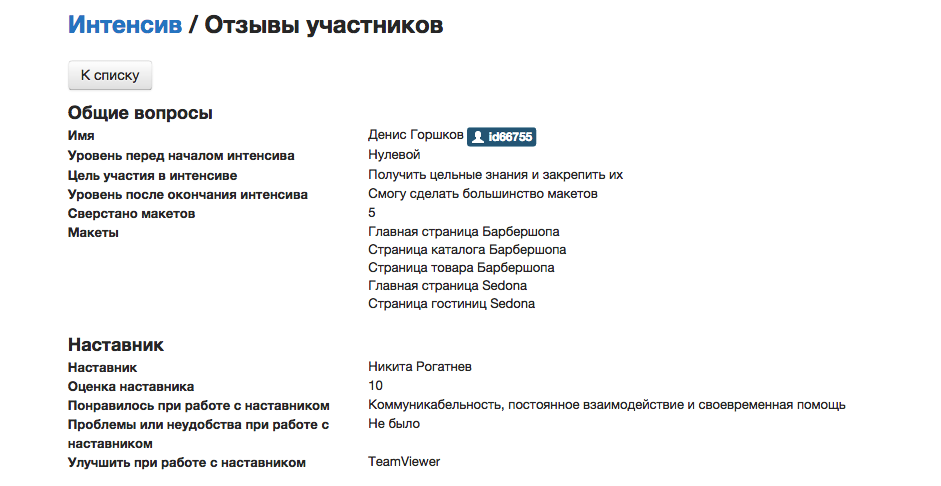 Интенсив / Отзывы участников
К списку
Общие вопросы
Имя Денис Горшков id66755
Уровень перед началом интенсива Нулевой
Цель участия в интенсиве Получить цельные знания и закрепить их
Уровень после окончания интенсива Смогу сделать большинство макетов
Сверстано макетов 5
Макеты Главная страница Барбершопа
Страница каталога Барбершопа
Страница товара Барбершопа
Главная страница Sedona
Страница гостиниц Sedona
Наставник
Наставник Никита Рогатнев
Оценка наставника 10
Понравилось при работе с наставником Коммуникабельность, постоянное взаимодействие и своевременная помощь
Проблемы или неудобства при работе с Не было
наставником
Улучшить при работе с наставником TeamViewer